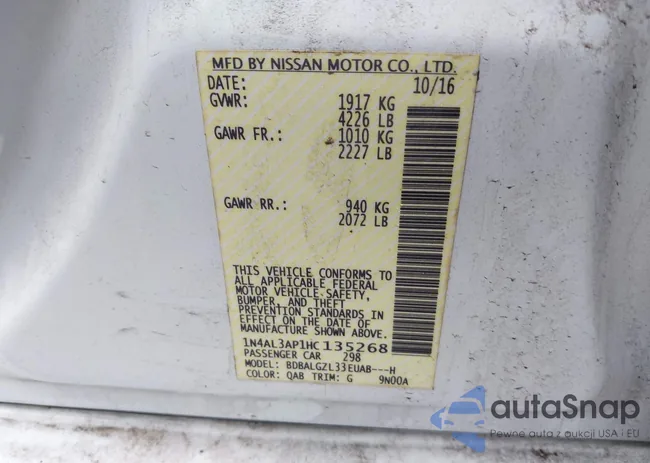 MFD BY NISSAN MOTOR CO., LTD.
DATE: 10/16
GVWR: 1917 KG
4226 LB
GAWR FR.: 1010 KG
2227 LB
GAWR RR.: 940 KG
2072 LB
THIS VEHICLE CONFORMS TO
ALL APPLICABLE FEDERAL
MOTOR VEHICLE SAFETY,
BUMPER, AND THEFT
PREVENTION STANDARDS IN
EFFECT ON THE DATE OF
MANUFACTURE SHOWN ABOVE.
1N4AL3AP1HC135268
PASSENGER CAR 298
MODEL: BDBALGZL33EUAB---H
COLOR: QAB TRIM: G 9N00A
autaSnap
Pewne auta z aukcji USA i EU